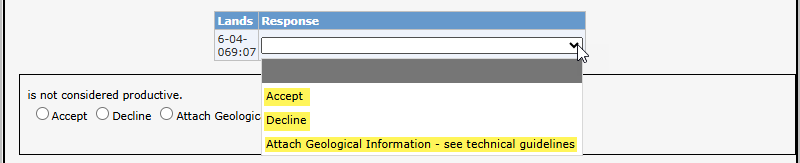 Lands Response
6-04-
069:07
is not considered productive.
Accept
Decline
Attach Geological Information - see technical guidelines
Accept Decline Attach Geologic